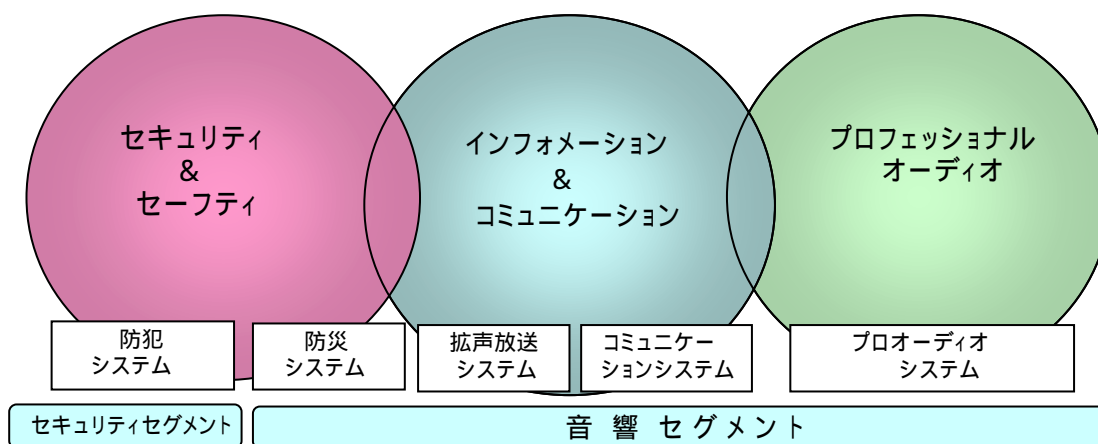 セキュリティ
&
セーフティ
インフォメーション
&
コミュニケーション
プロフェッショナル
オーディオ
防犯
システム
防災
システム
拡声放送
システム
コミュニケー
ションシステム
プロオーディオ
システム
セキュリティセグメント
音 響 セグメント